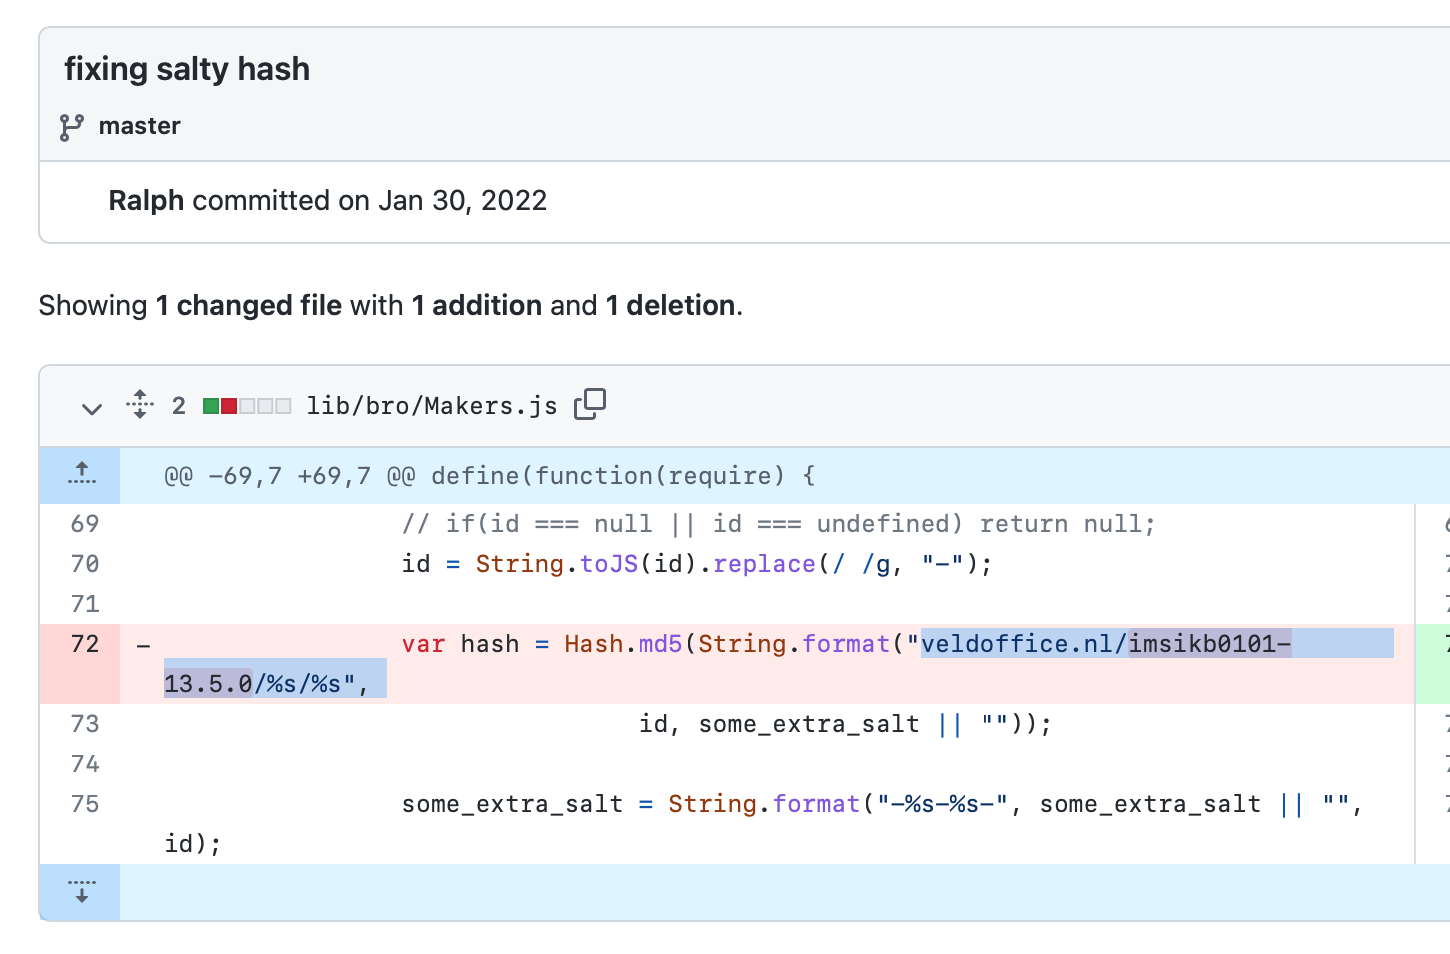 fixing salty hash
master
Ralph committed on Jan 30, 2022
Showing 1 changed file with 1 addition and 1 deletion.
2 lib/bro/Makers.js
@@ -69,7 +69,7 @@ define(function(require) {
69 // if(id === null || id === undefined) return null;
70 id = String.toJS(id).replace(/ /g, "-");
71
72 - var hash = Hash.md5(String.format("veldoffice.nl/imsikb0101-
13.5.0/%s/%s",
73 id, some_extra_salt || ""));
74
75 some_extra_salt = String.format("-%s-%s-", some_extra_salt || "",
id);